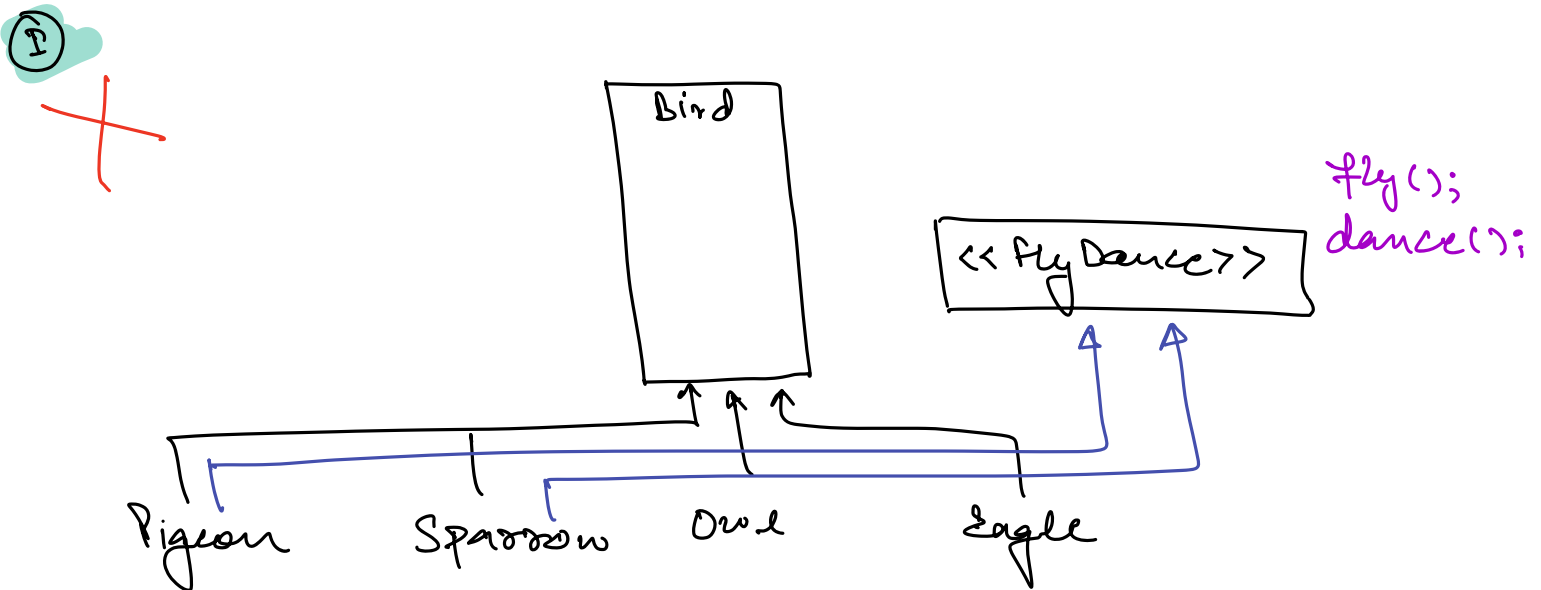 I
Bird
fly();
dance();
<<FlyDance>>
Pigeon Sparrow Owl Eagle